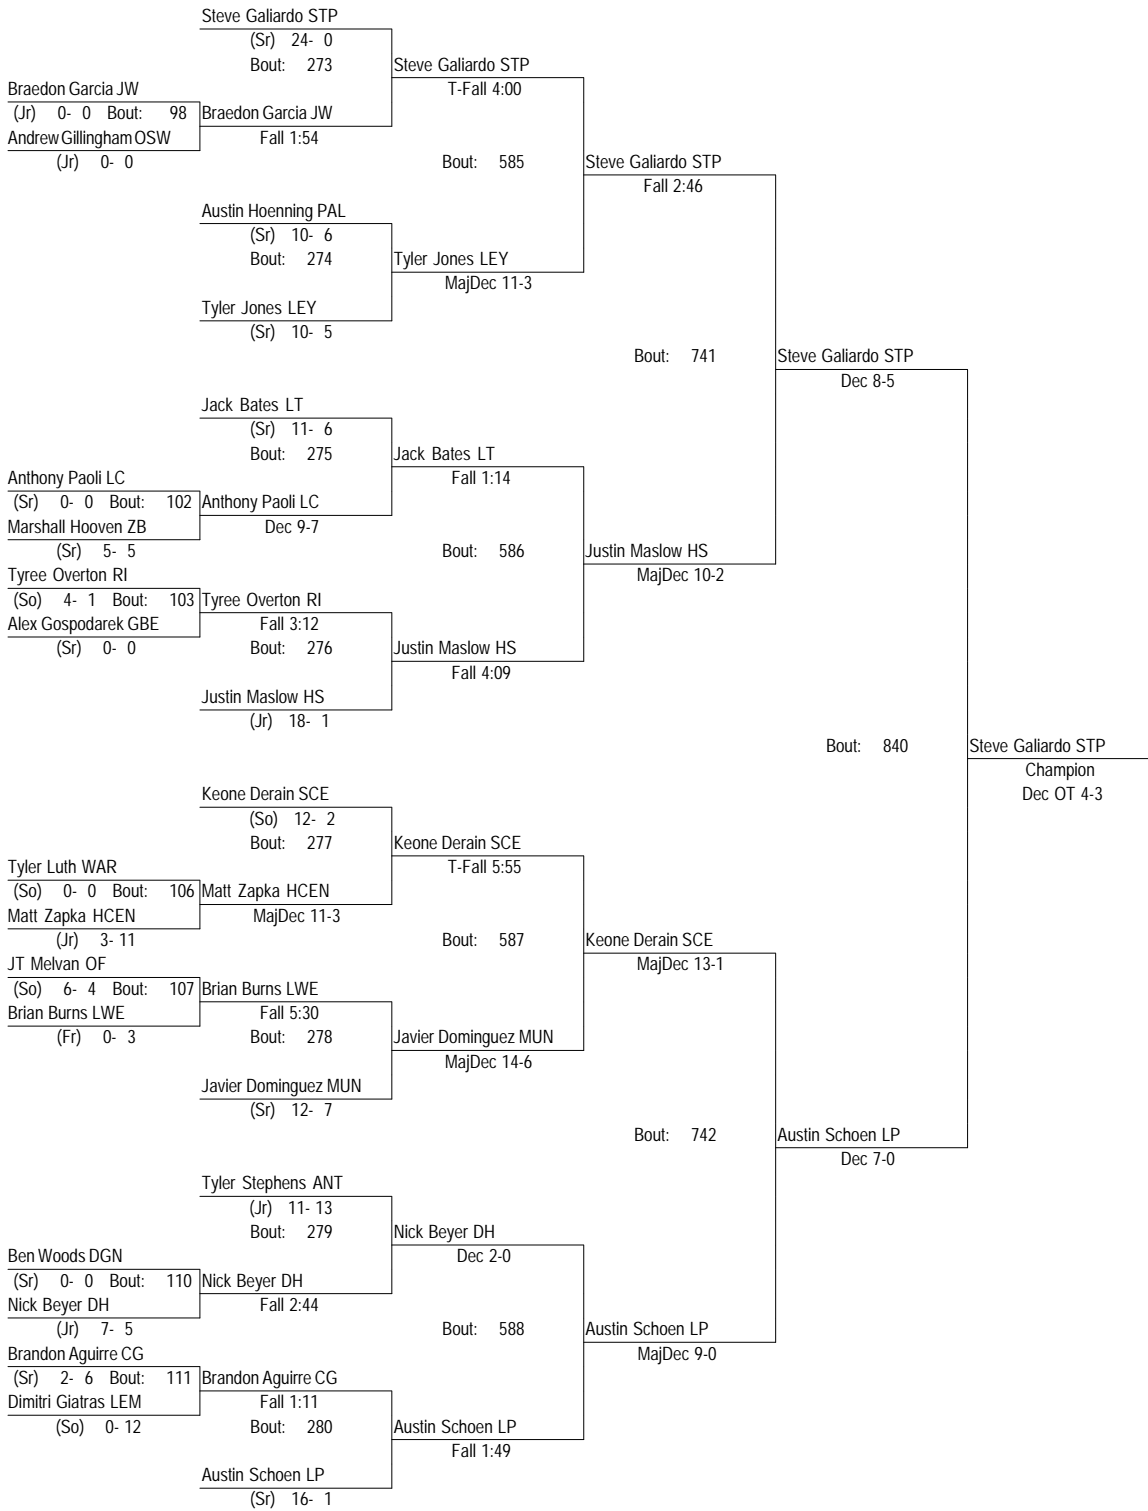 Steve Galiardo STP
(Sr) 24- 0
Bout: 273
Steve Galiardo STP
T-Fall 4:00
Braedon Garcia JW
(Jr) 0- 0 Bout: 98
Braedon Garcia JW
Fall 1:54
Andrew Gillingham OSW
(Jr) 0- 0
Bout: 585
Steve Galiardo STP
Fall 2:46
Austin Hoenning PAL
(Sr) 10- 6
Bout: 274
Tyler Jones LEY
MajDec 11-3
Tyler Jones LEY
(Sr) 10- 5
Bout: 741
Steve Galiardo STP
Dec 8-5
Jack Bates LT
(Sr) 11- 6
Bout: 275
Jack Bates LT
Fall 1:14
Anthony Paoli LC
(Sr) 0- 0 Bout: 102
Anthony Paoli LC
Dec 9-7
Marshall Hooven ZB
(Sr) 5- 5
Bout: 586
Justin Maslow HS
MajDec 10-2
Tyree Overton RI
(So) 4- 1 Bout: 103
Tyree Overton RI
Fall 3:12
Alex Gospodarek GBE
(Sr) 0- 0
Bout: 276
Justin Maslow HS
Fall 4:09
Justin Maslow HS
(Jr) 18- 1
Bout: 840
Steve Galiardo STP
Champion
Dec OT 4-3
Keone Derain SCE
(So) 12- 2
Bout: 277
Keone Derain SCE
T-Fall 5:55
Tyler Luth WAR
(So) 0- 0 Bout: 106
Matt Zapka HCEN
MajDec 11-3
Matt Zapka HCEN
(Jr) 3- 11
Bout: 587
Keone Derain SCE
MajDec 13-1
JT Melvan OF
(So) 6- 4 Bout: 107
Brian Burns LWE
Fall 5:30
Brian Burns LWE
(Fr) 0- 3
Bout: 278
Javier Dominguez MUN
MajDec 14-6
Javier Dominguez MUN
(Sr) 12- 7
Bout: 742
Austin Schoen LP
Dec 7-0
Tyler Stephens ANT
(Jr) 11- 13
Bout: 279
Nick Beyer DH
Dec 2-0
Ben Woods DGN
(Sr) 0- 0 Bout: 110
Nick Beyer DH
Fall 2:44
Nick Beyer DH
(Jr) 7- 5
Bout: 588
Austin Schoen LP
MajDec 9-0
Brandon Aguirre CG
(Sr) 2- 6 Bout: 111
Brandon Aguirre CG
Fall 1:11
Dimitri Giatras LEM
(So) 0- 12
Bout: 280
Austin Schoen LP
Fall 1:49
Austin Schoen LP
(Sr) 16- 1